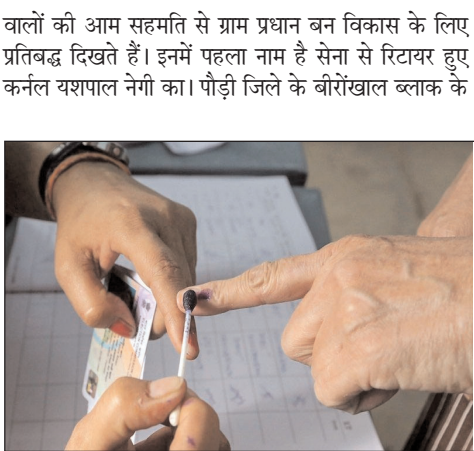 वालों की आम सहमति से ग्राम प्रधान बन विकास के लिए
प्रतिबद्ध दिखते हैं। इनमें पहला नाम है सेना से रिटायर हुए
कर्नल यशपाल नेगी का। पौड़ी जिले के बीरोंखाल ब्लाक के